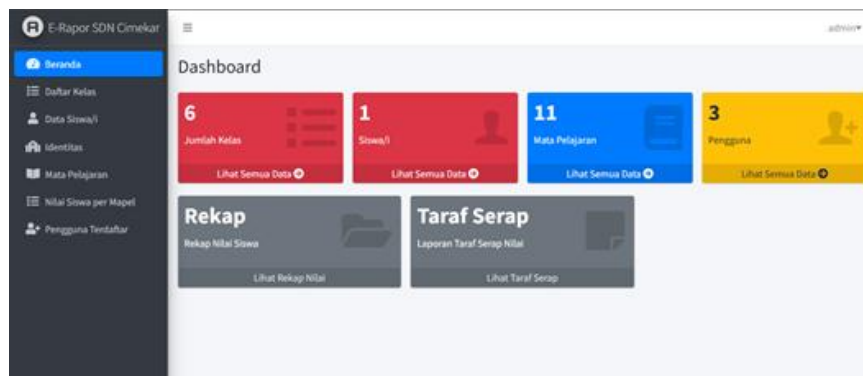 R E-Rapor SDN Cimekar
admin
Beranda
Daftar Kelas
Data Siswa/i
Identitas
Mata Pelajaran
Nilai Siswa per Mapel
Pengguna Terdaftar
Dashboard
6
Jumlah Kelas
Lihat Semua Data
1
Siswa/i
Lihat Semua Data
11
Mata Pelajaran
Lihat Semua Data
3
Pengguna
Lihat Semua Data
Rekap
Rekap Nilai Siswa
Lihat Rekap Nilai
Taraf Serap
Laporan Taraf Serap Nilai
Lihat Taraf Serap